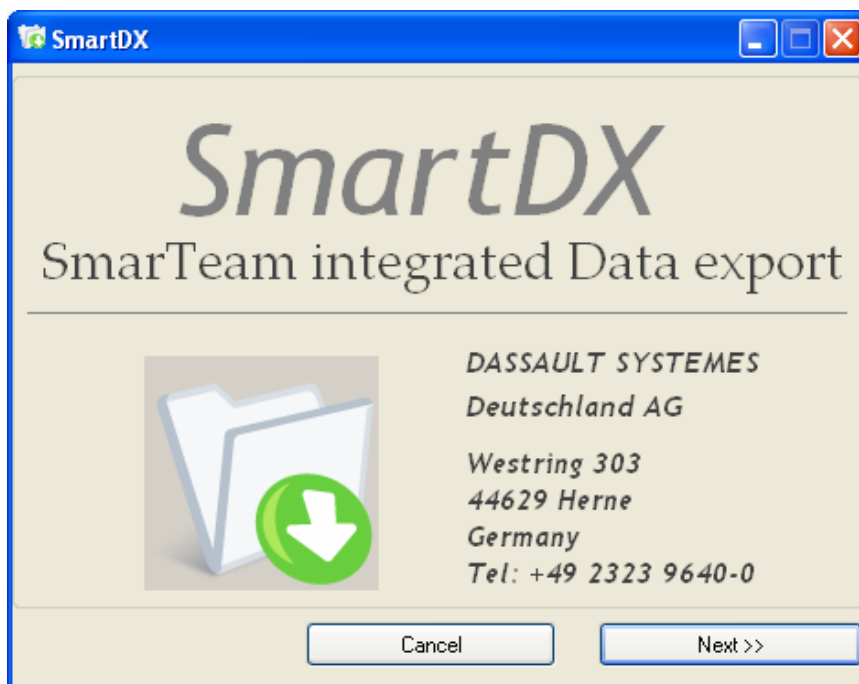 SmartDX
SmartDX
SmarTeam integrated Data export
DASSAULT SYSTEMES
Deutschland AG
Westring 303
44629 Herne
Germany
Tel: +49 2323 9640-0
Cancel
Next >>